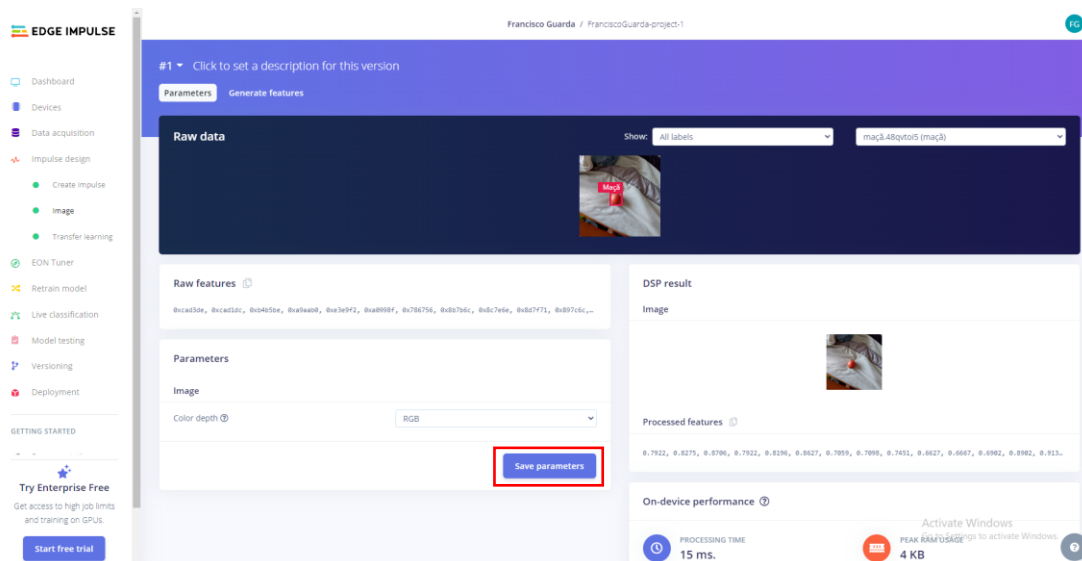 EDGE IMPULSE
Francisco Guarda / FranciscoGuarda-project-1
FG
#1 Click to set a description for this version
Parameters Generate features
Dashboard
Devices
Data acquisition
Impulse design
Create impulse
Image
Transfer learning
EON Tuner
Retrain model
Live classification
Model testing
Versioning
Deployment
GETTING STARTED
Try Enterprise Free
Get access to high job limits
and training on GPUs.
Start free trial
Raw data
Show: All labels
maçã.48qvtoi5 (maçã)
Maçã
Raw features
0xcad3de, 0xcad1dc, 0xb4b5be, 0xa9aab0, 0xe3e9f2, 0xa0998f, 0x786756, 0x8b7b6c, 0x8c7e6e, 0x8d7f71, 0x897c6c,…
Parameters
Image
Color depth
RGB
Save parameters
DSP result
Image
Processed features
0.7922, 0.8275, 0.8706, 0.7922, 0.8196, 0.8627, 0.7059, 0.7098, 0.7451, 0.6627, 0.6667, 0.6902, 0.8902, 0.913…
On-device performance
PROCESSING TIME
15 ms.
PEAK RAM USAGE
4 KB
Activate Windows
Go to Settings to activate Windows.